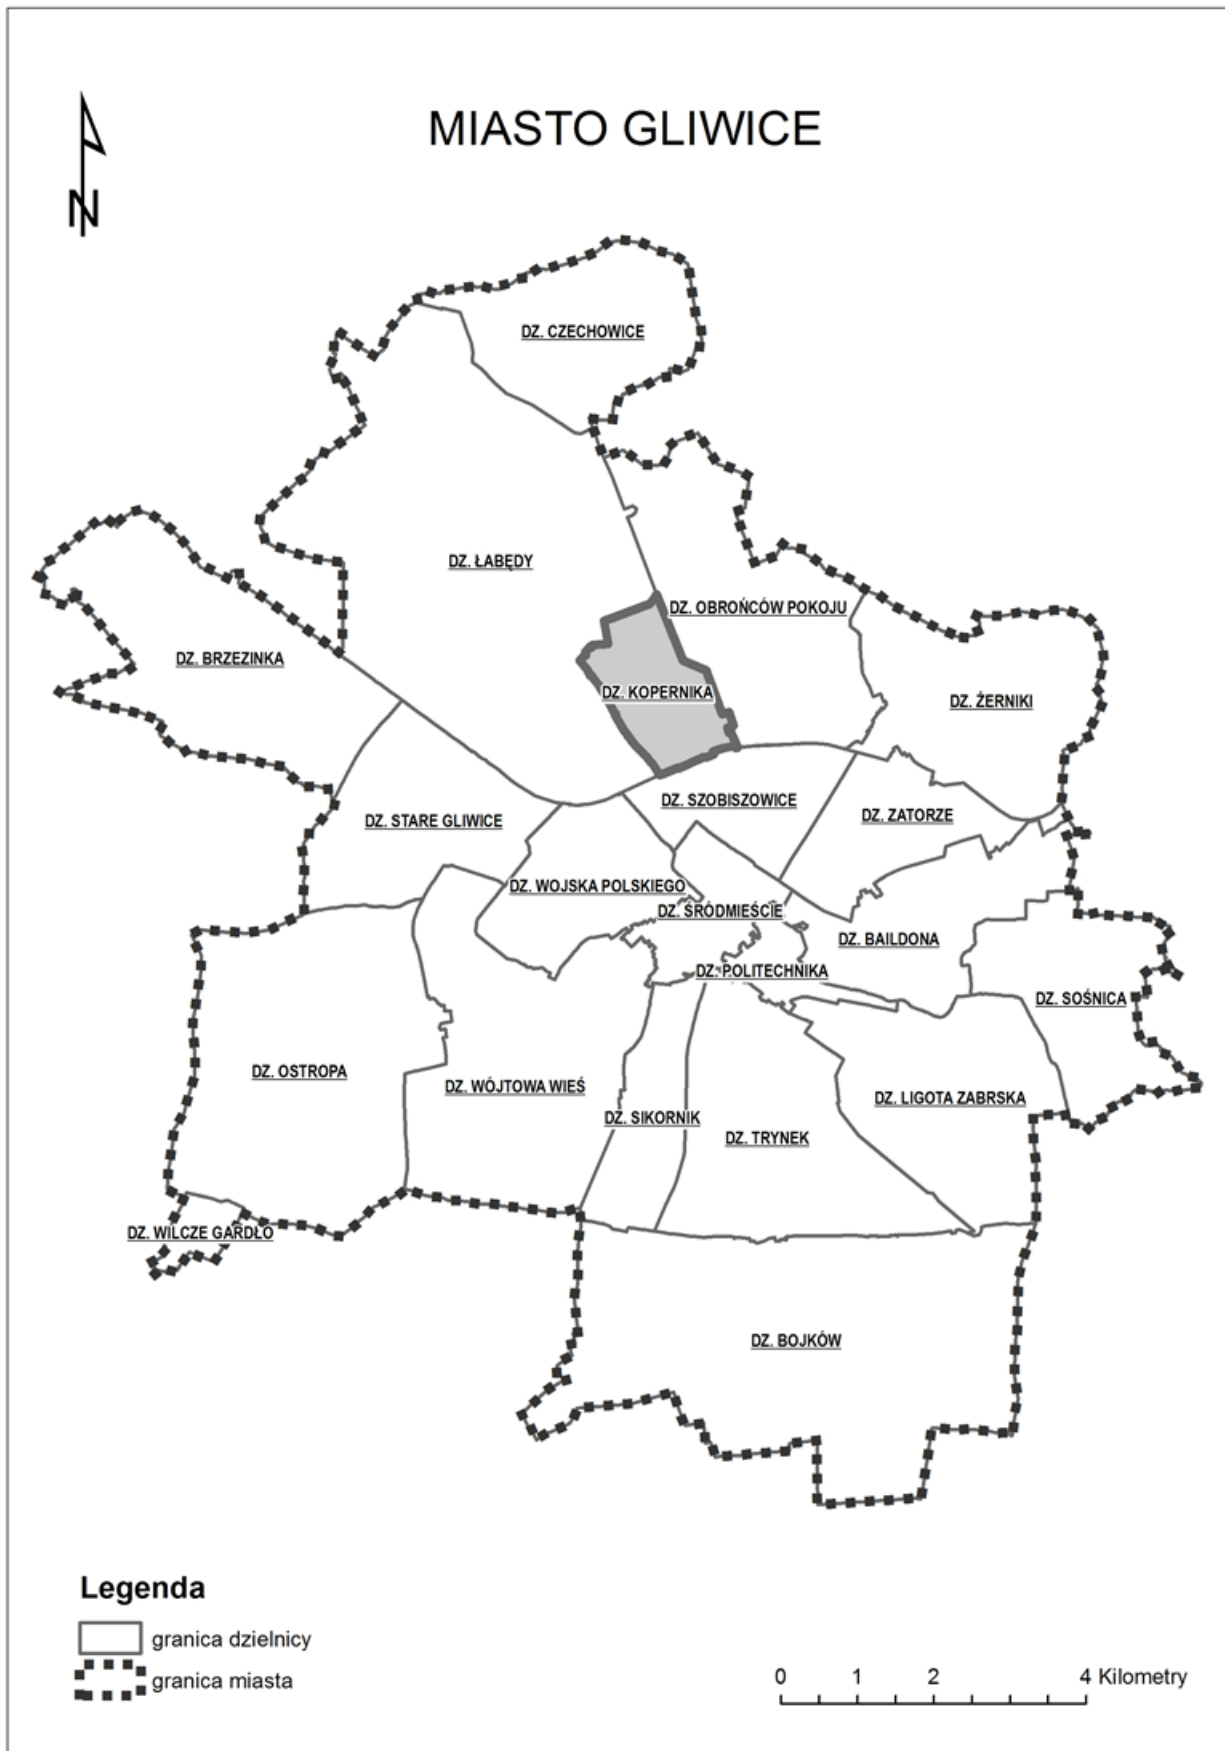 MIASTO GLIWICE
N
DZ. CZECHOWICE
DZ. ŁABĘDY
DZ. OBROŃCÓW POKOJU
DZ. BRZEZINKA
DZ. KOPERNIKA
DZ. ŻERNIKI
DZ. SZOBISZOWICE
DZ. ZATORZE
DZ. STARE GLIWICE
DZ. WOJSKA POLSKIEGO
DZ. ŚRÓDMIEŚCIE
DZ. BAILDONA
DZ. POLITECHNIKA
DZ. SOŚNICA
DZ. OSTROPA
DZ. WÓJTOWA WIEŚ
DZ. LIGOTA ZABRSKA
DZ. SIKORNIK
DZ. TRYNEK
DZ. WILCZE GARDŁO
DZ. BOJKÓW
Legenda
granica dzielnicy
granica miasta
0 1 2 4 Kilometry